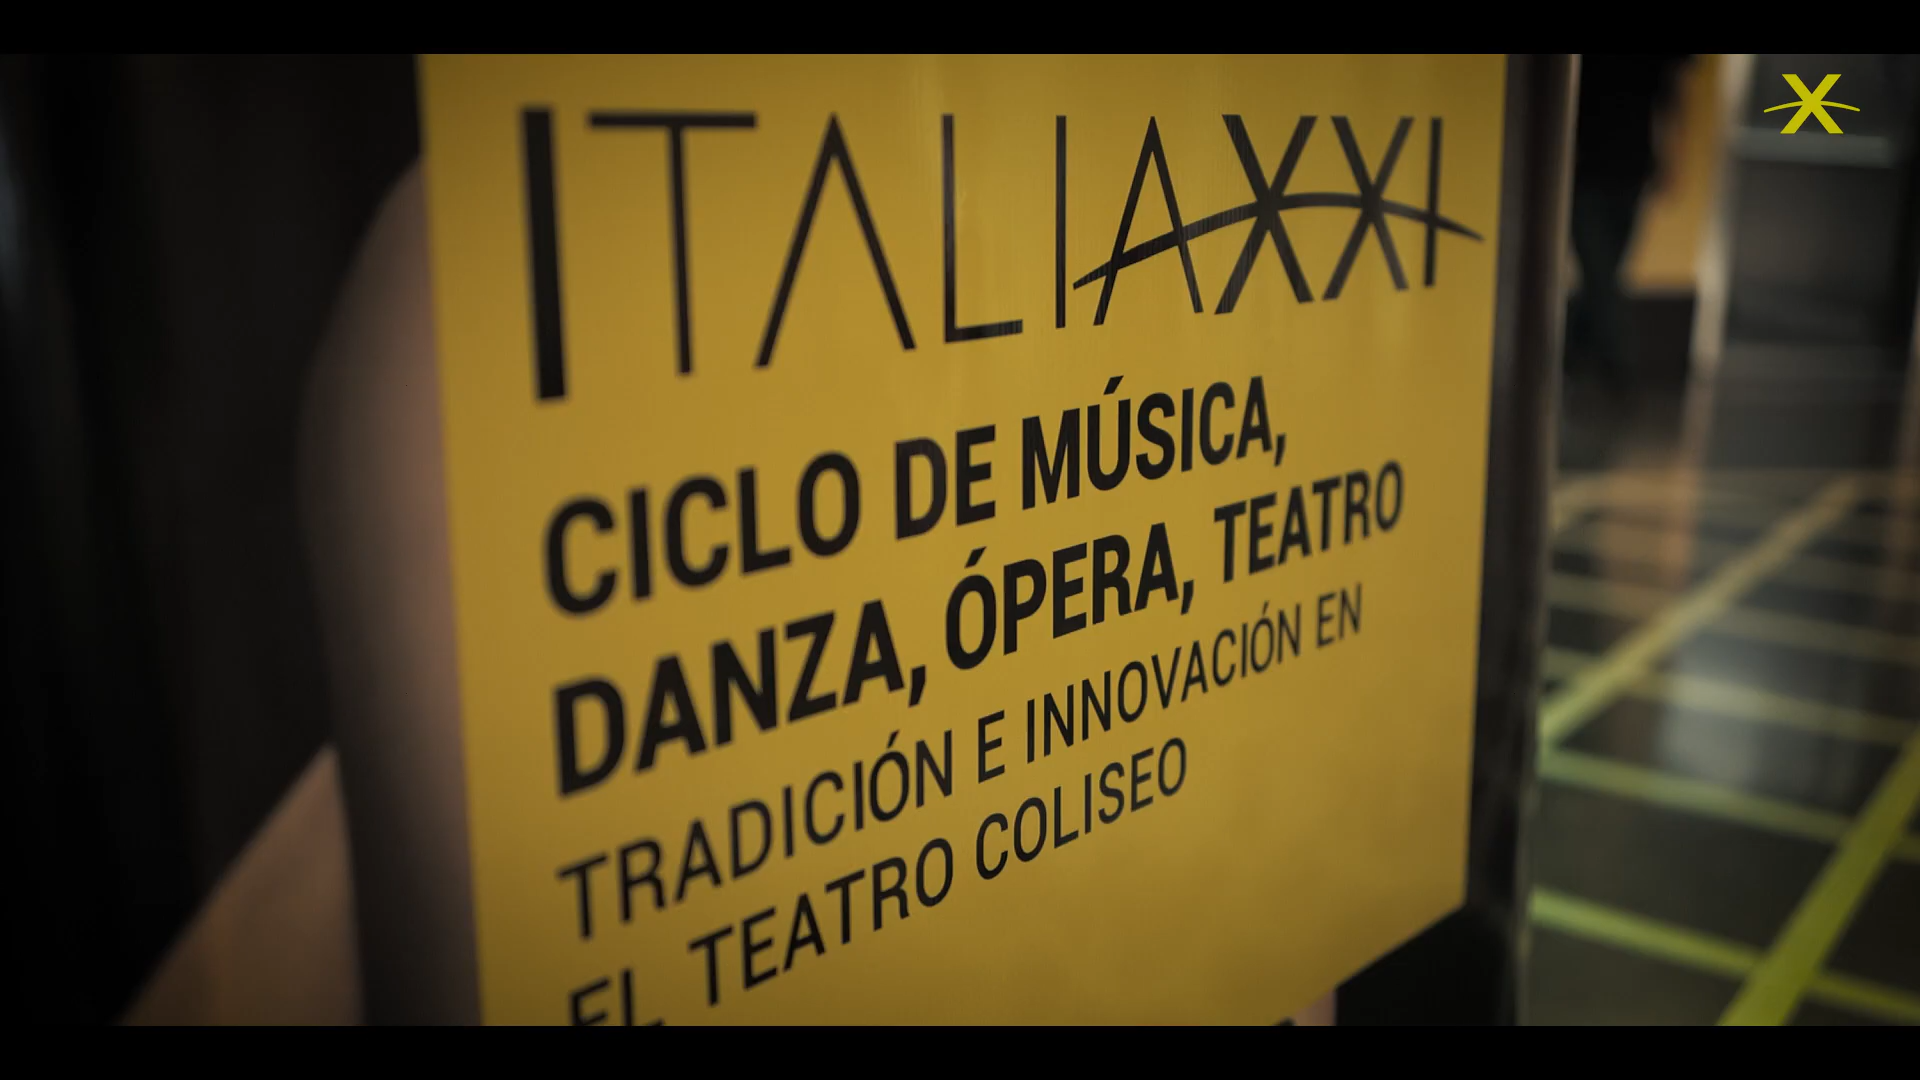 ITALIAXXI
CICLO DE MÚSICA,
DANZA, ÓPERA, TEATRO
TRADICIÓN E INNOVACIÓN EN
EL TEATRO COLISEO
X